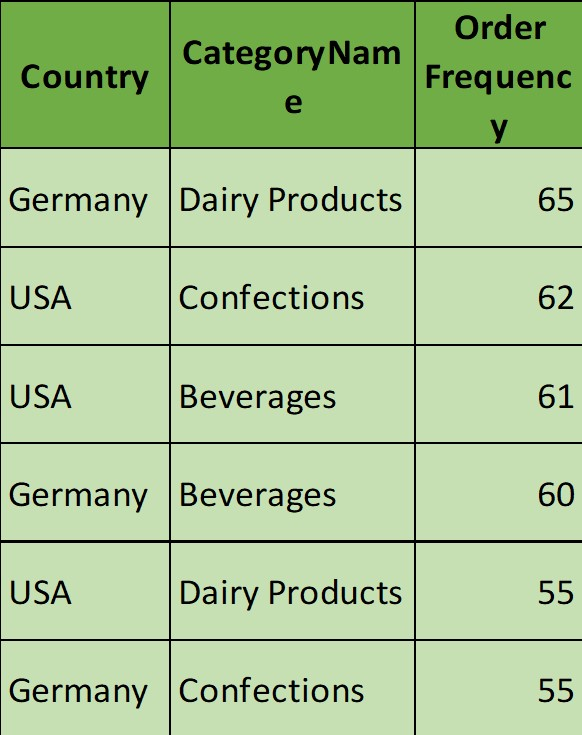 Country CategoryName Order Frequency
Germany Dairy Products 65
USA Confections 62
USA Beverages 61
Germany Beverages 60
USA Dairy Products 55
Germany Confections 55